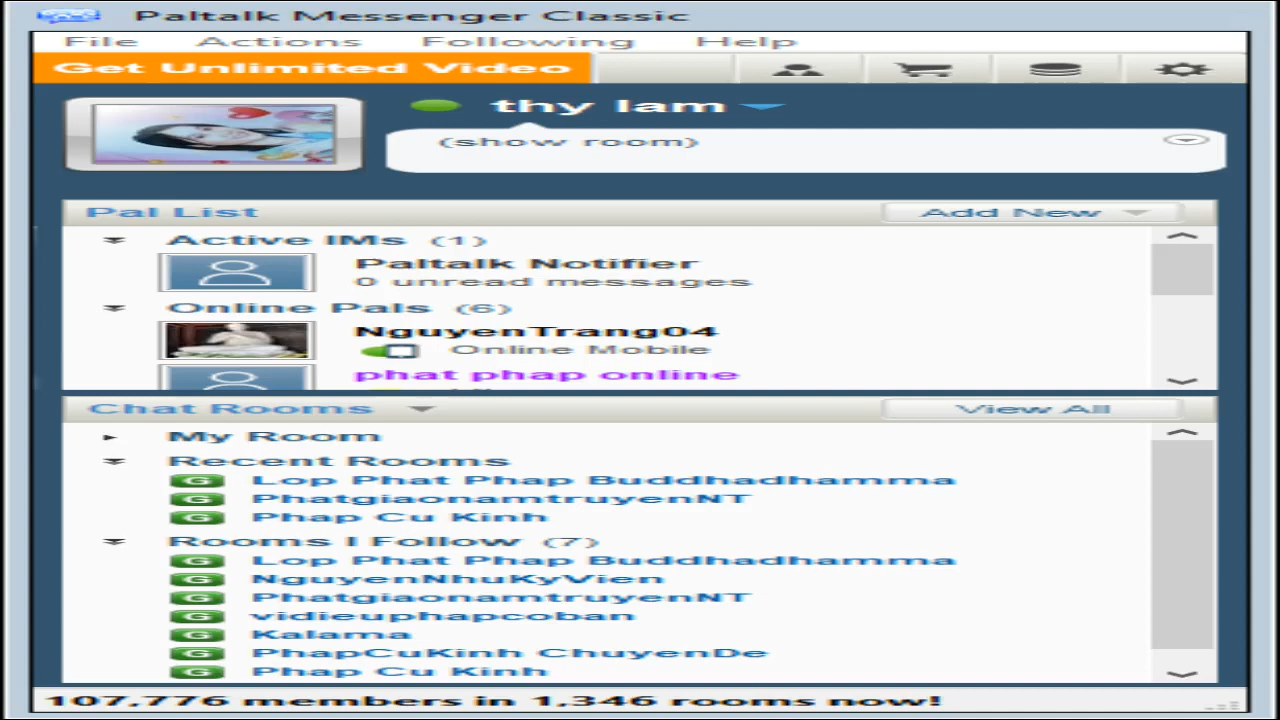 Paltalk Messenger Classic
File Actions Following Help
Get Unlimited Video
thy lam
(show room)
Pal List Add New
Active IMs (1)
Paltalk Notifier
0 unread messages
Online Pals (6)
NguyenTrang04
Online Mobile
phat phap online
Chat Rooms View All
My Room
Recent Rooms
G Lop Phat Phap Buddhadhamma
G PhatgiaonamtruyenNT
G Phap Cu Kinh
Rooms I Follow (7)
G Lop Phat Phap Buddhadhamma
G NguyenNhuKyVien
G PhatgiaonamtruyenNT
G vidieuphapcoban
G Kalama
G PhapCuKinh ChuyenDe
G Phap Cu Kinh
107,776 members in 1,346 rooms now!